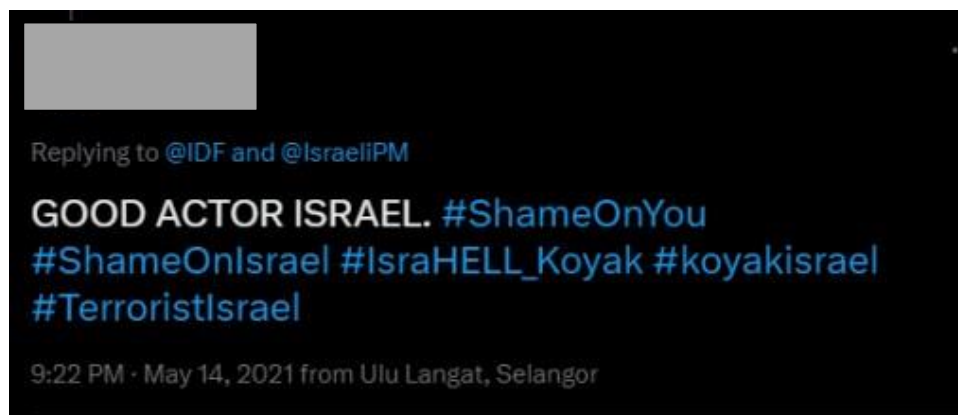 Replying to @IDF and @IsraeliPM
GOOD ACTOR ISRAEL. #ShameOnYou
#ShameOnIsrael #IsraHELL_Koyak #koyakisrael
#TerroristIsrael
9:22 PM · May 14, 2021 from Ulu Langat, Selangor